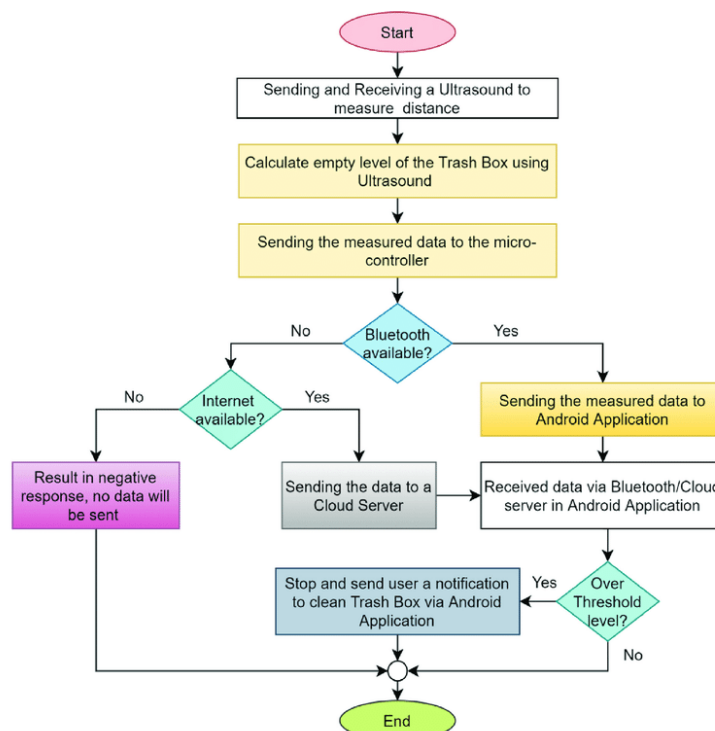 Start
Sending and Receiving a Ultrasound to
measure distance
Calculate empty level of the Trash Box using
Ultrasound
Sending the measured data to the micro-
controller
No
Bluetooth
available?
Yes
No
Internet
available?
Yes
Sending the measured data to
Android Application
Result in negative
response, no data will
be sent
Sending the data to a
Cloud Server
Received data via Bluetooth/Cloud
server in Android Application
Stop and send user a notification
to clean Trash Box via Android
Application
Yes
Over
Threshold
level?
No
End